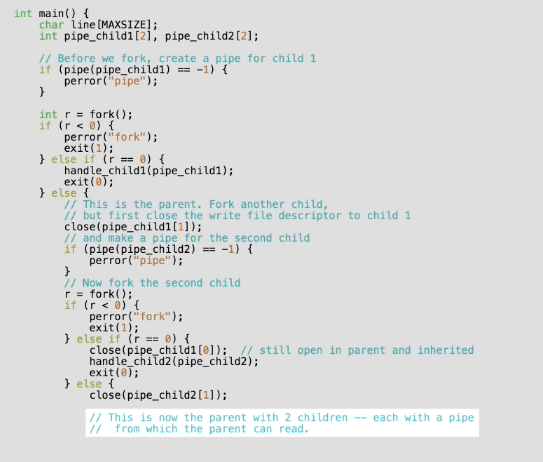 int main() {
    char line[MAXSIZE];
    int pipe_child1[2], pipe_child2[2];

    // Before we fork, create a pipe for child 1
    if (pipe(pipe_child1) == -1) {
        perror("pipe");
    }

    int r = fork();
    if (r < 0) {
        perror("fork");
        exit(1);
    } else if (r == 0) {
        handle_child1(pipe_child1);
        exit(0);
    } else {
        // This is the parent. Fork another child,
        // but first close the write file descriptor to child 1
        close(pipe_child1[1]);
        // and make a pipe for the second child
        if (pipe(pipe_child2) == -1) {
            perror("pipe");
        }
        // Now fork the second child
        r = fork();
        if (r < 0) {
            perror("fork");
            exit(1);
        } else if (r == 0) {
            close(pipe_child1[0]);  // still open in parent and inherited
            handle_child2(pipe_child2);
            exit(0);
        } else {
            close(pipe_child2[1]);

            // This is now the parent with 2 children -- each with a pipe
            //  from which the parent can read.